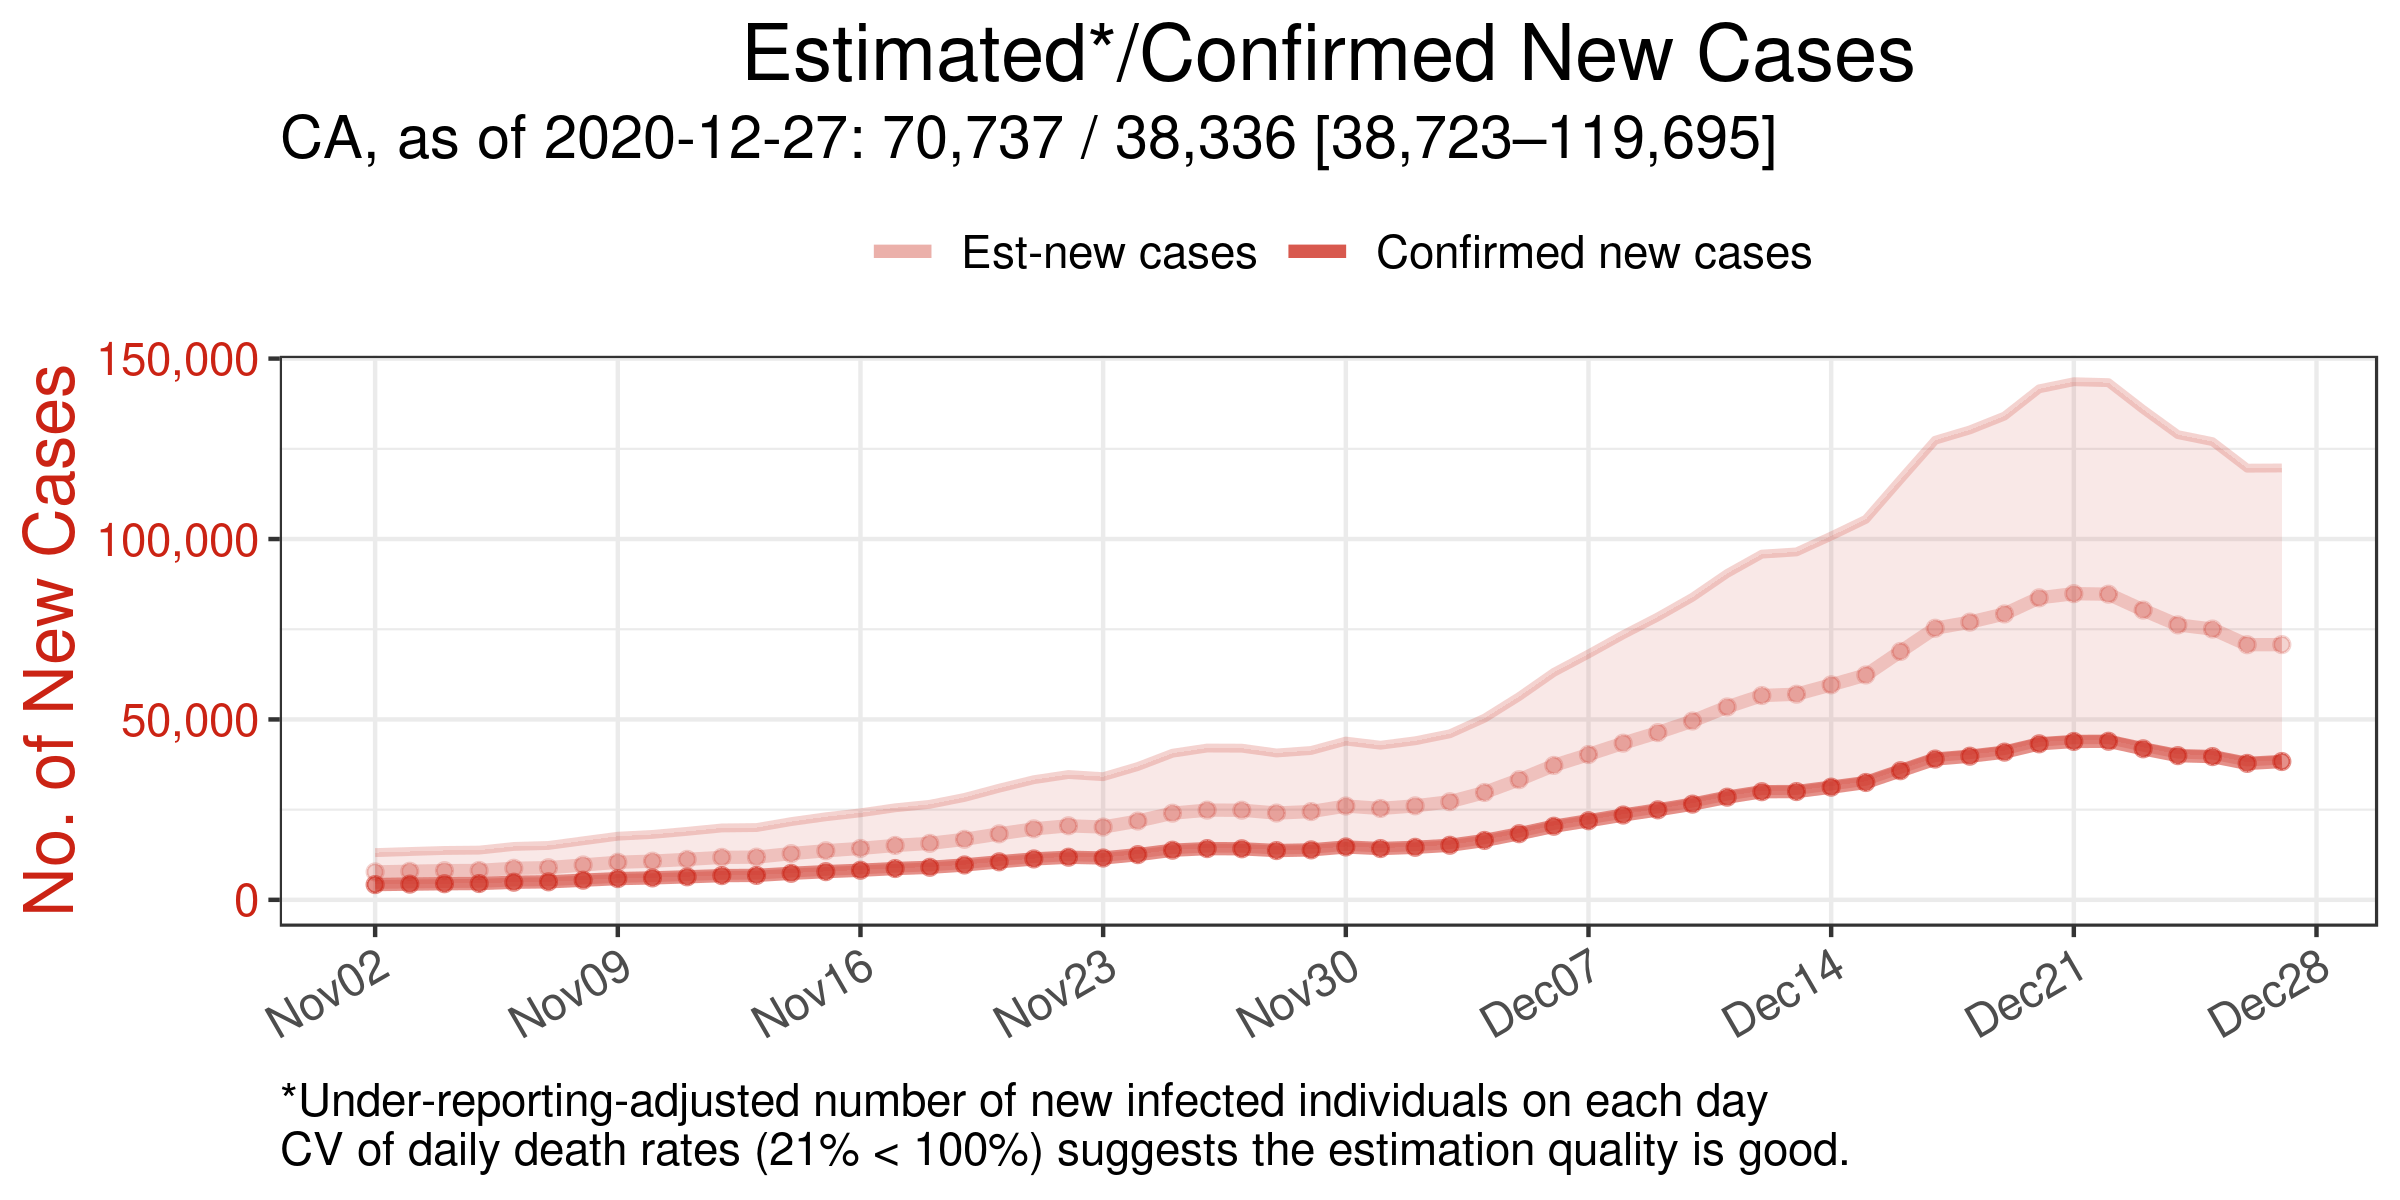 Estimated*/Confirmed New Cases
CA, as of 2020-12-27: 70,737 / 38,336 [38,723–119,695]
Est-new cases Confirmed new cases
No. of New Cases
150,000
100,000
50,000
0
Nov02 Nov09 Nov16 Nov23 Nov30 Dec07 Dec14 Dec21 Dec28
*Under-reporting-adjusted number of new infected individuals on each day
CV of daily death rates (21% < 100%) suggests the estimation quality is good.